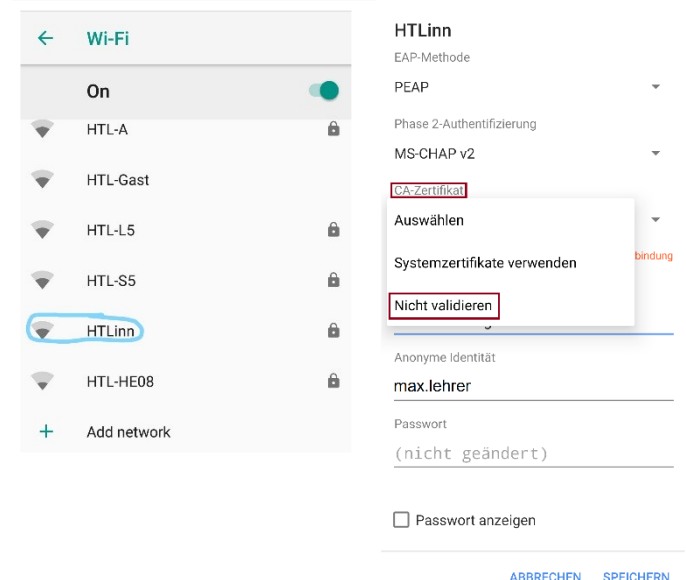 Wi-Fi
On
HTL-A
HTL-Gast
HTL-L5
HTL-S5
HTLinn
HTL-HE08
Add network
HTLinn
EAP-Methode
PEAP
Phase 2-Authentifizierung
MS-CHAP v2
CA-Zertifikat
Auswählen
bindung
Systemzertifikate verwenden
Nicht validieren
Anonyme Identität
max.lehrer
Passwort
(nicht geändert)
Passwort anzeigen
ABBRECHEN SPEICHERN